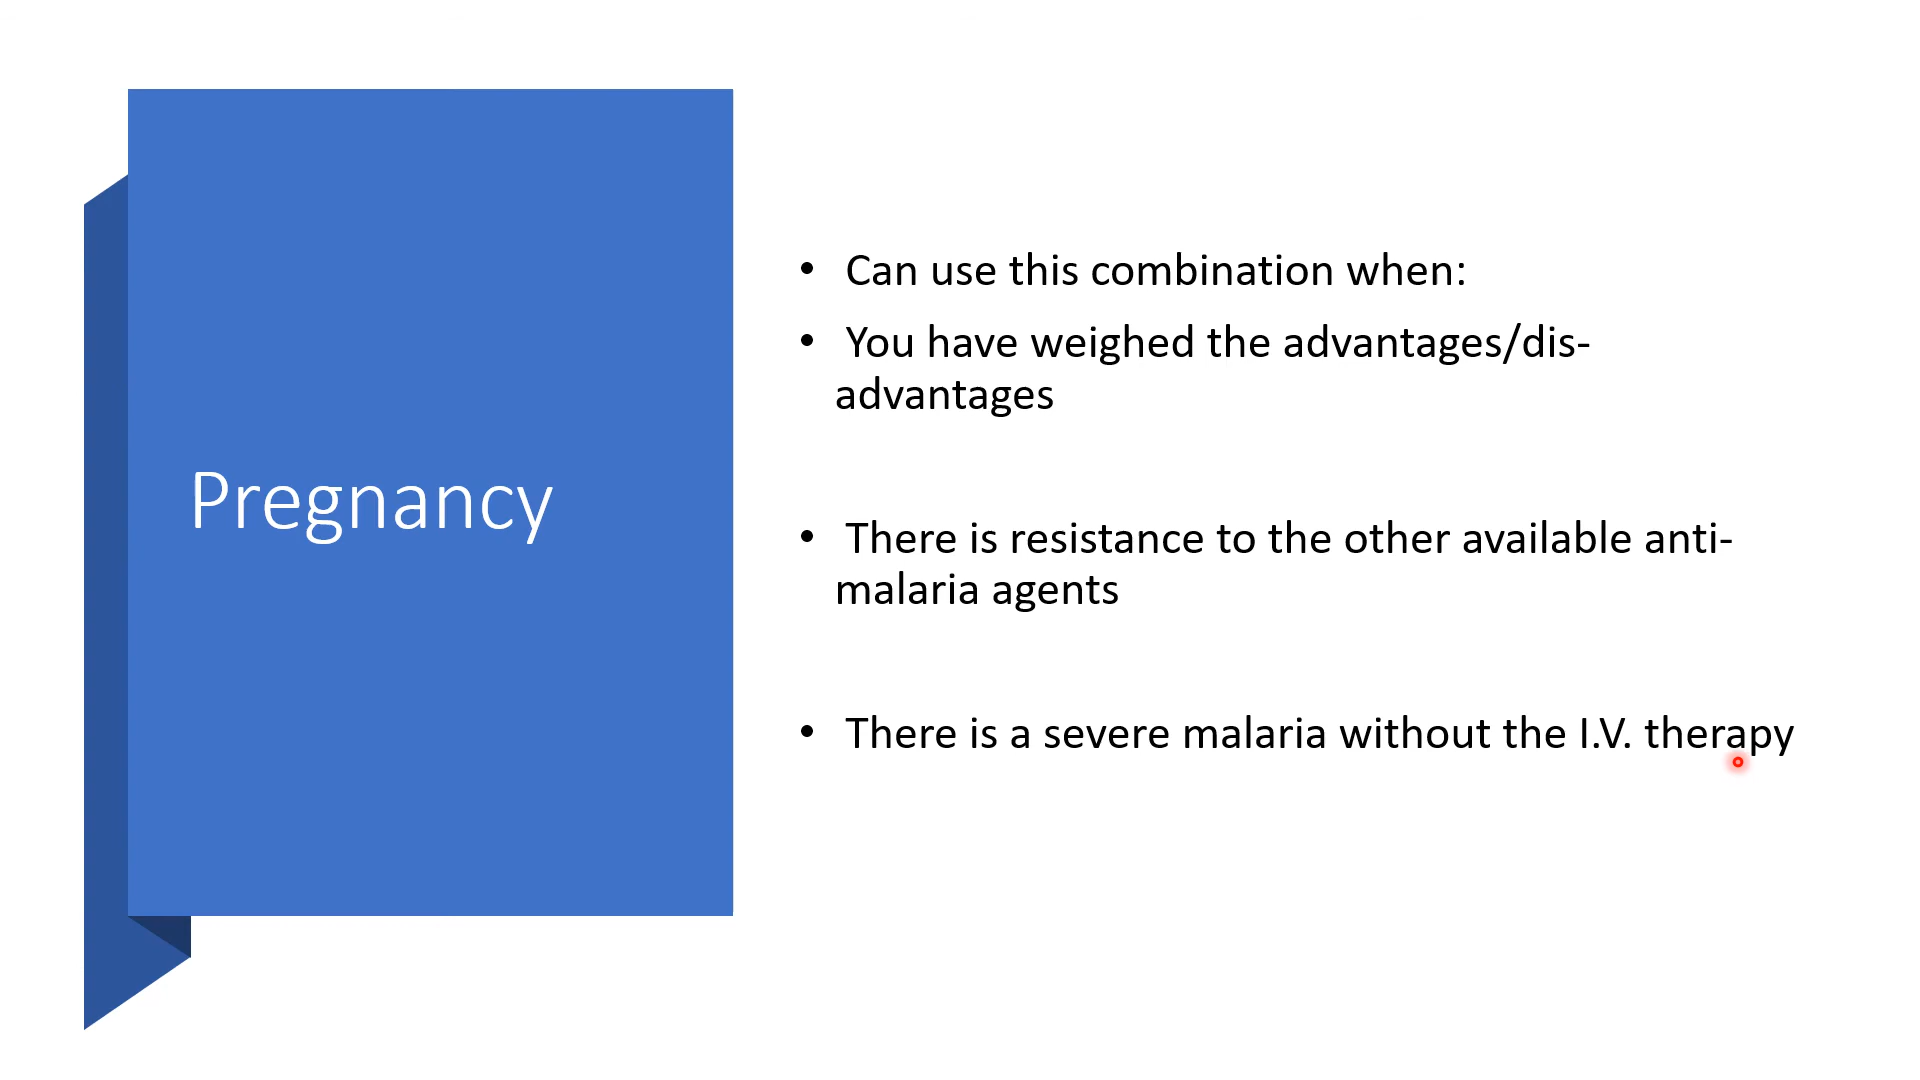 Pregnancy
• Can use this combination when:
• You have weighed the advantages/dis-
advantages
• There is resistance to the other available anti-
malaria agents
• There is a severe malaria without the I.V. therapy